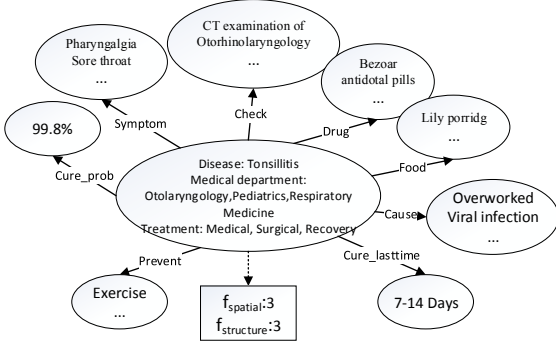 CT examination of
Otorhinolaryngology
...
Pharyngalgia
Sore throat
...
Bezoar
antidotal pills
...
Check
Symptom
Drug
99.8%
Lily porridg
...
Cure_prob
Food
Disease: Tonsillitis
Medical department:
Otolaryngology,Pediatrics,Respiratory
Medicine
Treatment: Medical, Surgical, Recovery
Cause
Overworked
Viral infection
...
Prevent
Cure_lasttime
Exercise
...
f_spatial:3
f_structure:3
7-14 Days